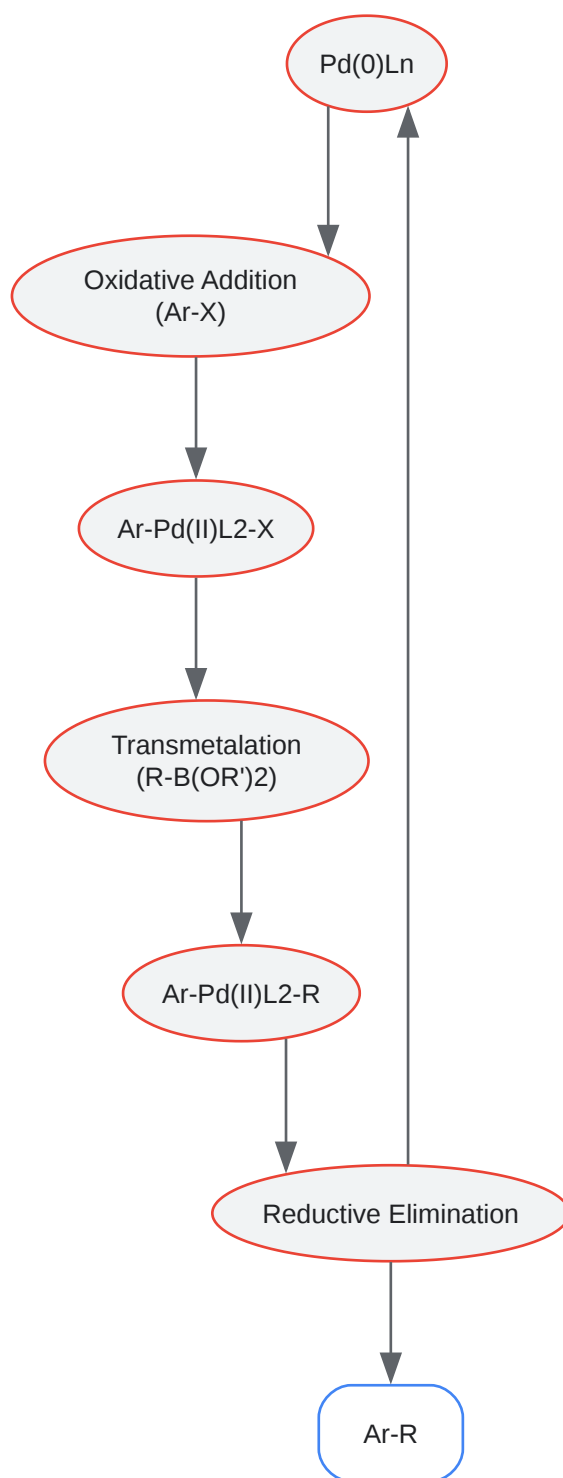 Pd(0)Ln
Oxidative Addition
(Ar-X)
Ar-Pd(II)L2-X
Transmetalation
(R-B(OR')2)
Ar-Pd(II)L2-R
Reductive Elimination
Ar-R